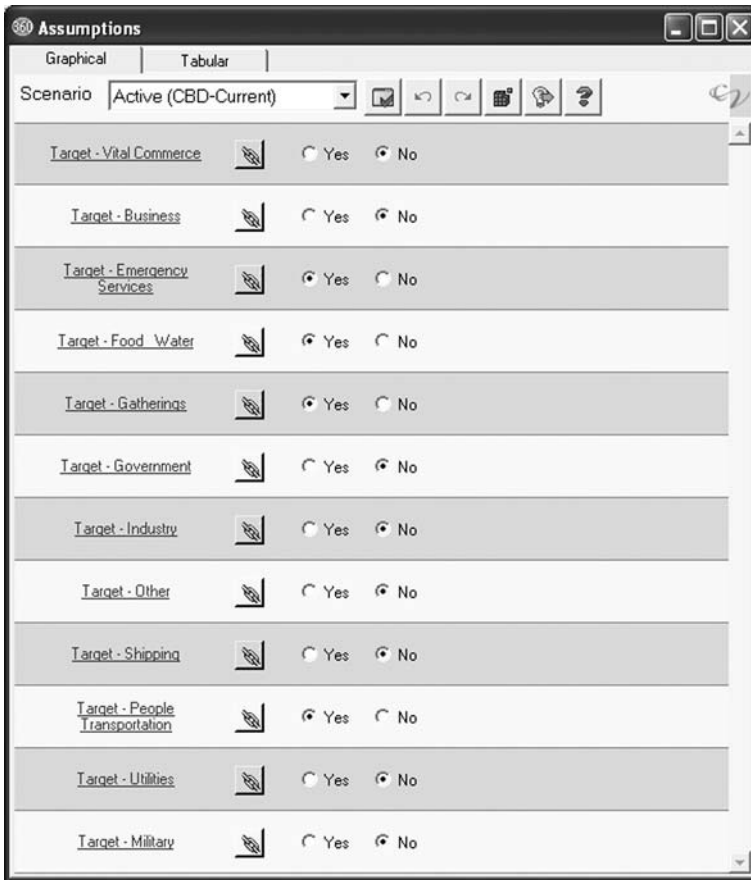 360 Assumptions
Graphical Tabular
Scenario Active (CBD-Current) ?
Target - Vital Commerce Yes No
Target - Business Yes No
Target - Emergency
Services Yes No
Target - Food Water Yes No
Target - Gatherings Yes No
Target - Government Yes No
Target - Industry Yes No
Target - Other Yes No
Target - Shipping Yes No
Target - People
Transportation Yes No
Target - Utilities Yes No
Target - Military Yes No